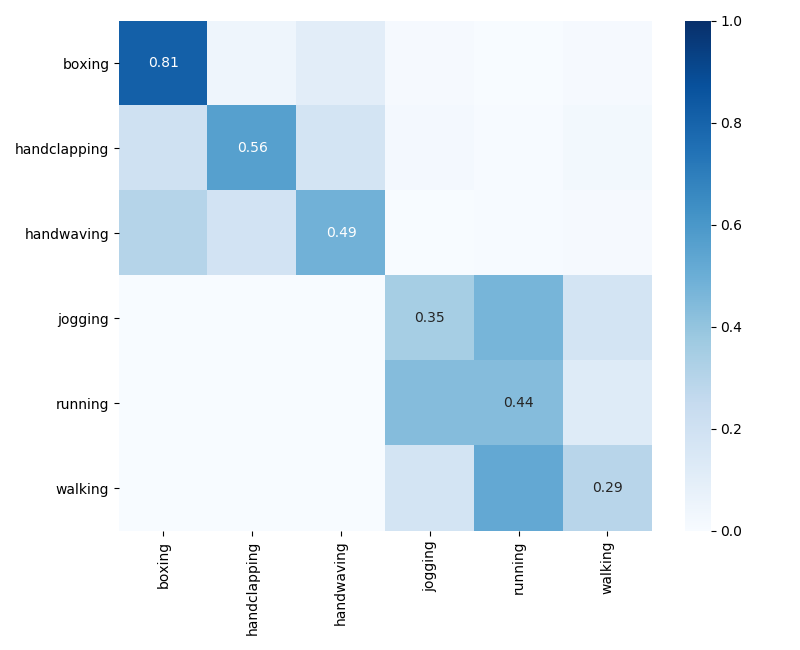 boxing
handclapping
handwaving
jogging
running
walking
0.81
0.56
0.49
0.35
0.44
0.29
boxing
handclapping
handwaving
jogging
running
walking
1.0
0.8
0.6
0.4
0.2
0.0